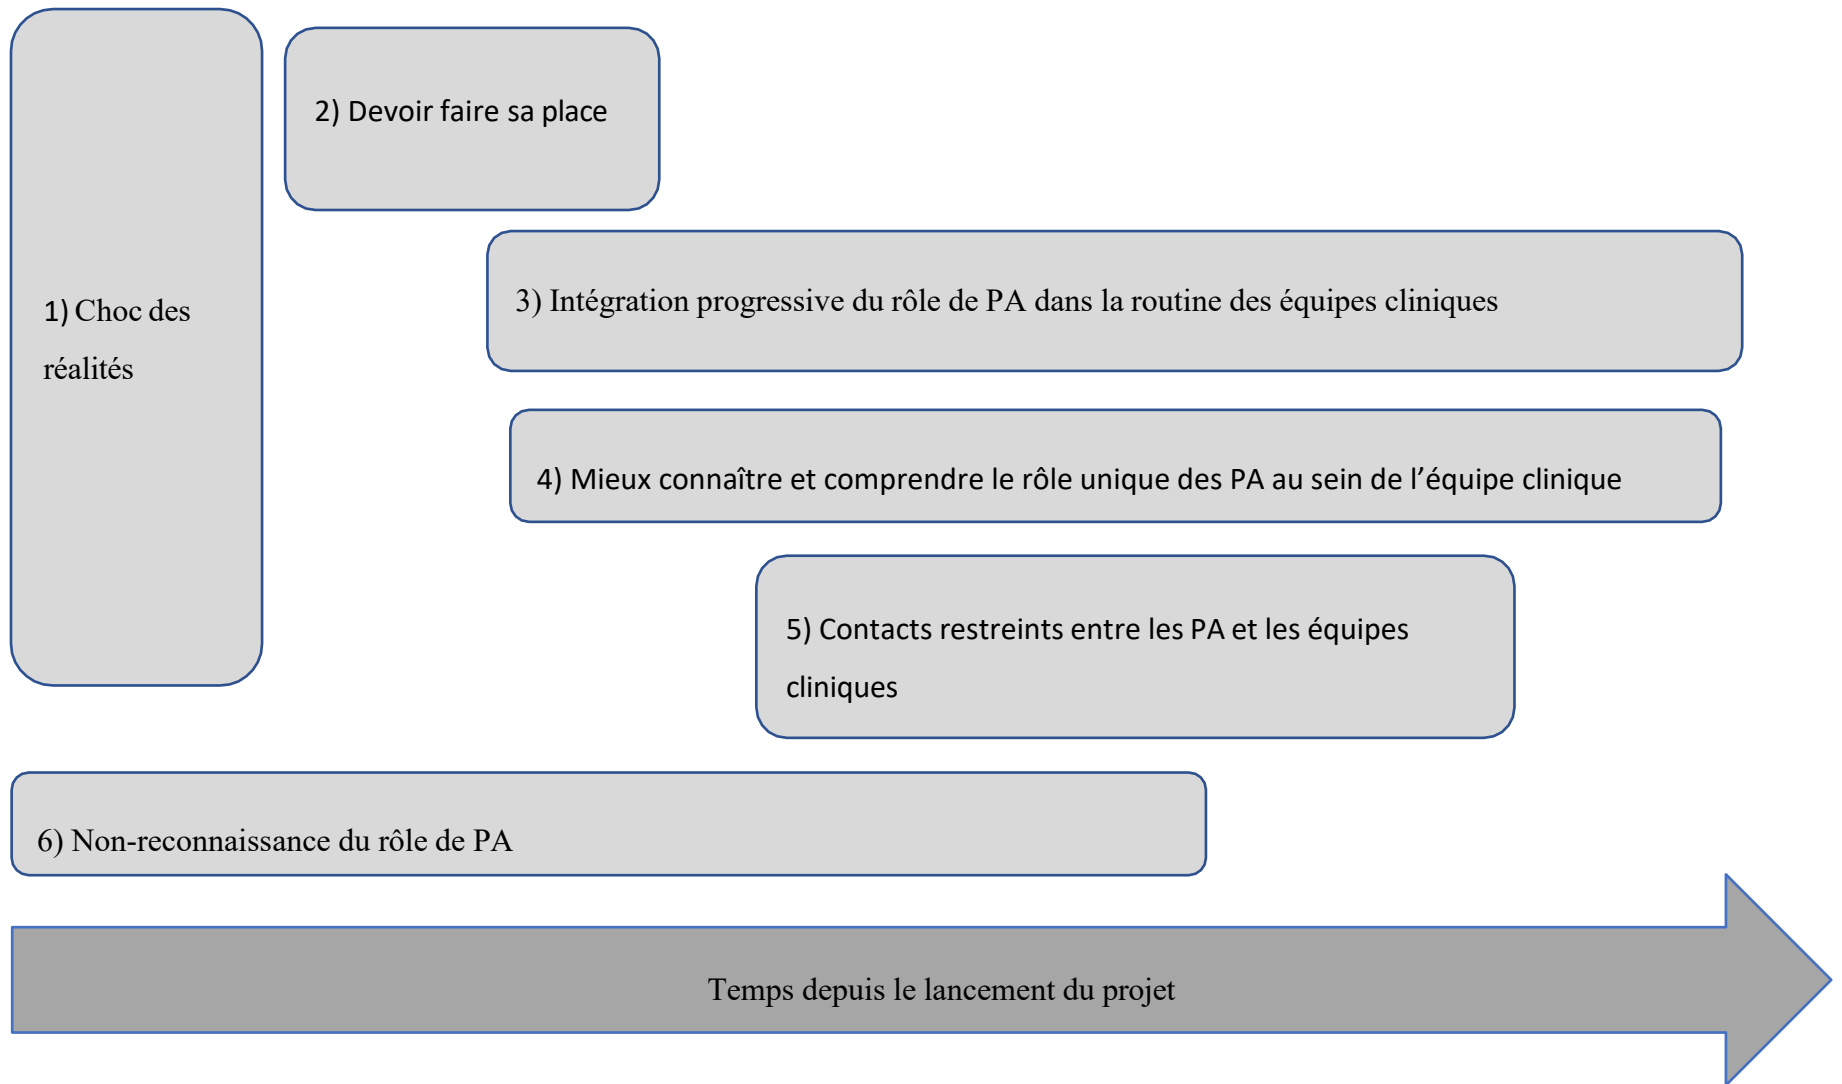 1) Choc des
réalités
2) Devoir faire sa place
3) Intégration progressive du rôle de PA dans la routine des équipes cliniques
4) Mieux connaître et comprendre le rôle unique des PA au sein de l’équipe clinique
5) Contacts restreints entre les PA et les équipes
cliniques
6) Non-reconnaissance du rôle de PA
Temps depuis le lancement du projet